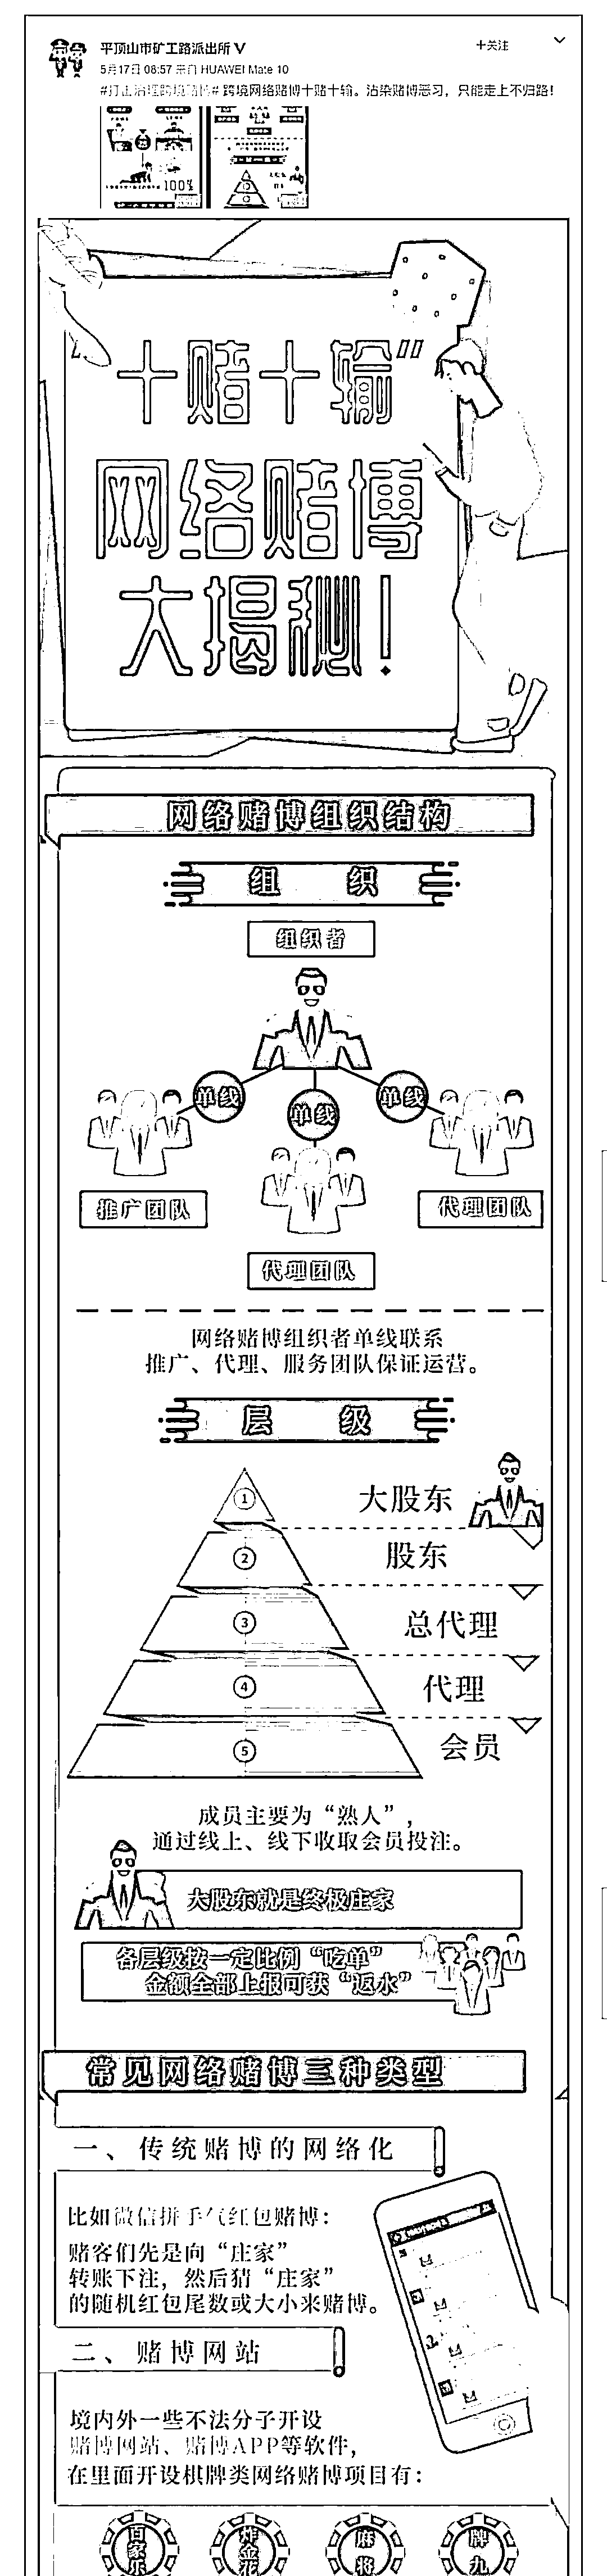 平顶山市矿工路派出所
5月17日 08:57 来自 HUAWEI Mate 10
+关注
#打击治理跨境赌博# 跨境网络赌博十赌十输。沾染赌博恶习，只能走上不归路！
100%
“十赌十输”
网络赌博
大揭秘！
网络赌博组织结构
组 织
组织者
单线
单线
单线
推广团队
代理团队
代理团队
网络赌博组织者单线联系
推广、代理、服务团队保证运营。
层 级
1 大股东
2 股东
3 总代理
4 代理
5 会员
成员主要为“熟人”，
通过线上、线下收取会员投注。
大股东就是终极庄家
各层级按一定比例“吃单”
金额全部上报可获“返水”
常见网络赌博三种类型
一、传统赌博的网络化
比如微信拼手气红包赌博：
赌客们先是向“庄家”
转账下注，然后猜“庄家”
的随机红包尾数或大小来赌博。
二、赌博网站
境内外一些不法分子开设
赌博网站、赌博APP等软件，
在里面开设棋牌类网络赌博项目有：
百家乐
炸金花
麻将
牌九